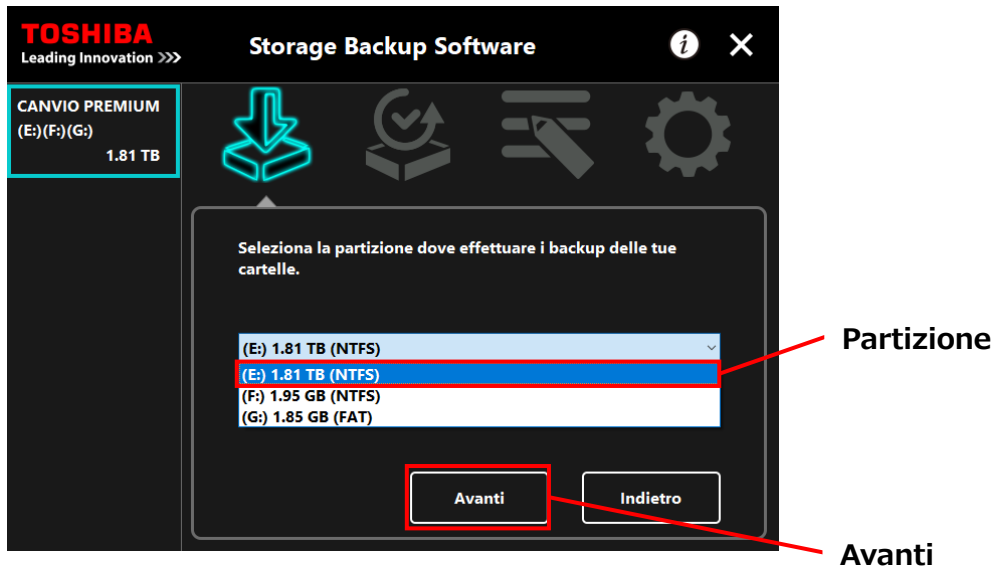 TOSHIBA
Leading Innovation >>>
Storage Backup Software
i
CANVIO PREMIUM
(E:)(F:)(G:)
1.81 TB
Seleziona la partizione dove effettuare i backup delle tue
cartelle.
(E:) 1.81 TB (NTFS)
(E:) 1.81 TB (NTFS)
(F:) 1.95 GB (NTFS)
(G:) 1.85 GB (FAT)
Partizione
Avanti
Indietro
Avanti